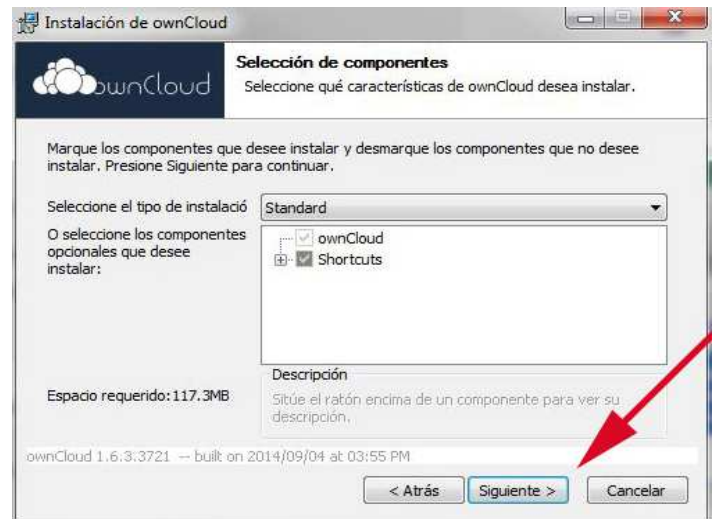 Instalación de ownCloud
ownCloud
Selección de componentes
Seleccione qué características de ownCloud desea instalar.
Marque los componentes que desee instalar y desmarque los componentes que no desee
instalar. Presione Siguiente para continuar.
Seleccione el tipo de instalació
Standard
O seleccione los componentes
opcionales que desee
instalar:
ownCloud
Shortcuts
Espacio requerido:117.3MB
Descripción
Sitúe el ratón encima de un componente para ver su
descripción.
ownCloud 1.6.3.3721 -- built on 2014/09/04 at 03:55 PM
< Atrás
Siguiente >
Cancelar